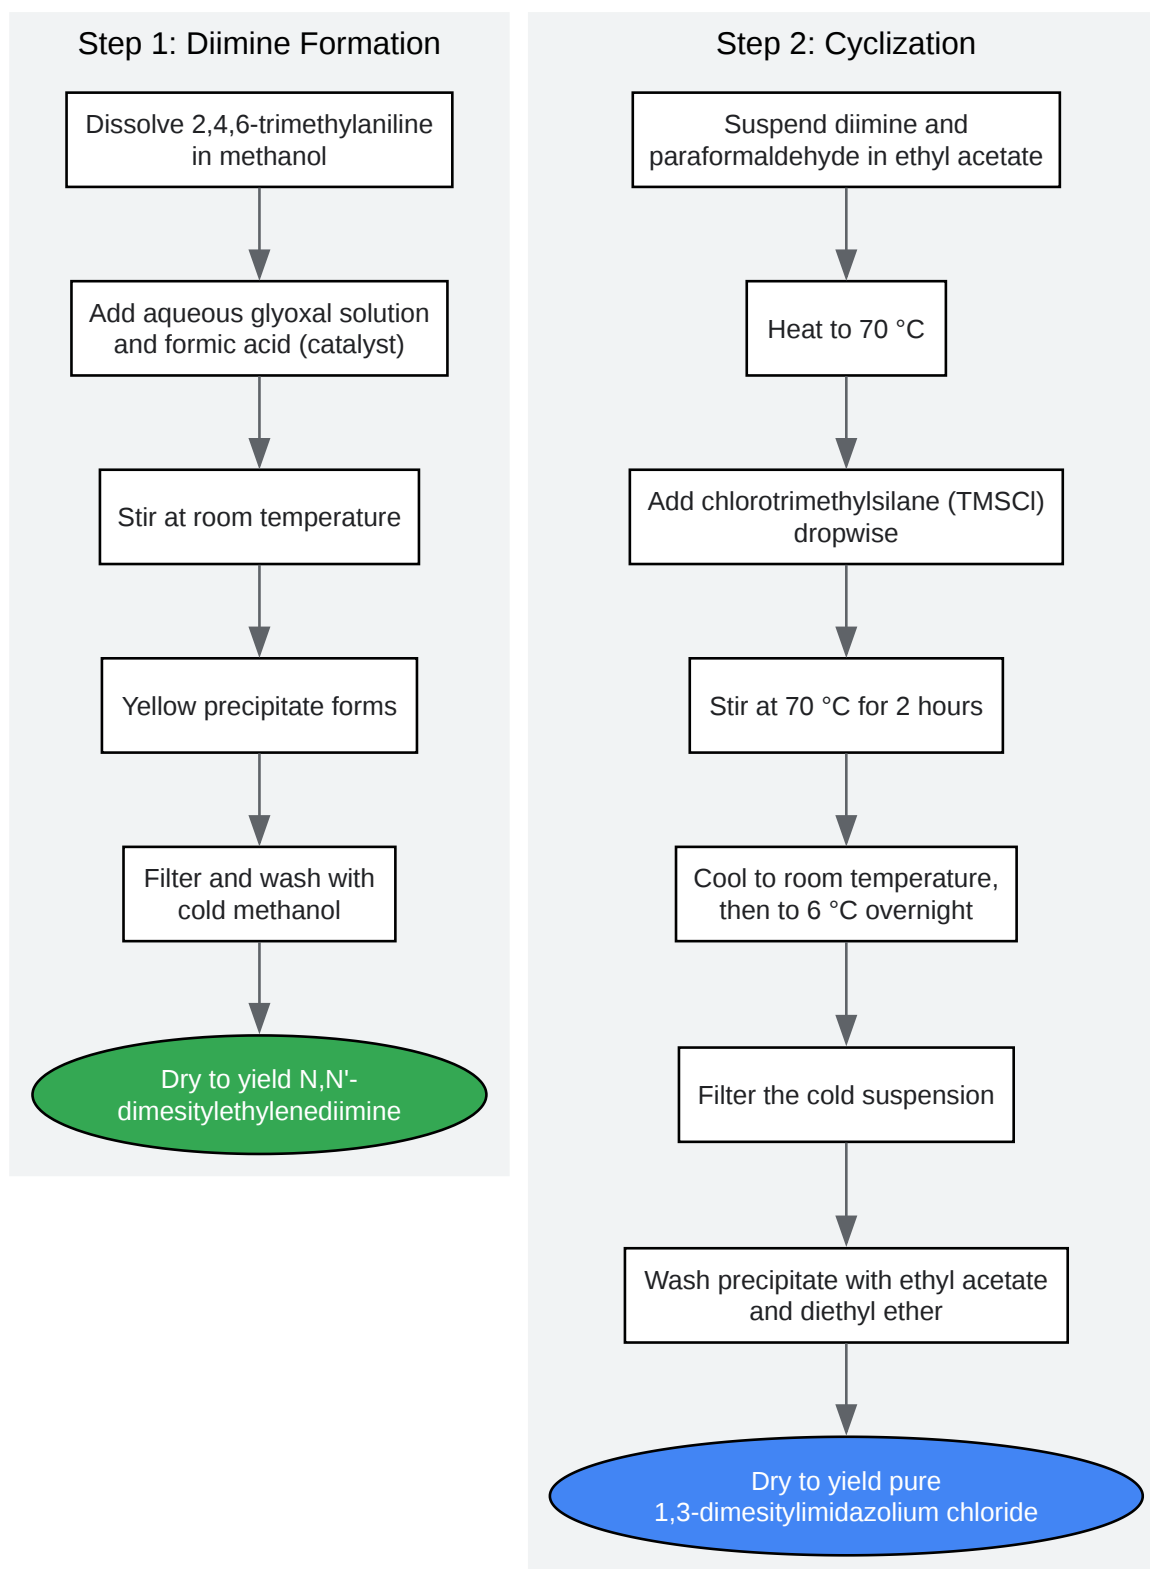 Step 1: Diimine Formation
Dissolve 2,4,6-trimethylaniline
in methanol
Add aqueous glyoxal solution
and formic acid (catalyst)
Stir at room temperature
Yellow precipitate forms
Filter and wash with
cold methanol
Dry to yield N,N'-
dimesitylethylenediimine
Step 2: Cyclization
Suspend diimine and
paraformaldehyde in ethyl acetate
Heat to 70 °C
Add chlorotrimethylsilane (TMSCl)
dropwise
Stir at 70 °C for 2 hours
Cool to room temperature,
then to 6 °C overnight
Filter the cold suspension
Wash precipitate with ethyl acetate
and diethyl ether
Dry to yield pure
1,3-dimesitylimidazolium chloride